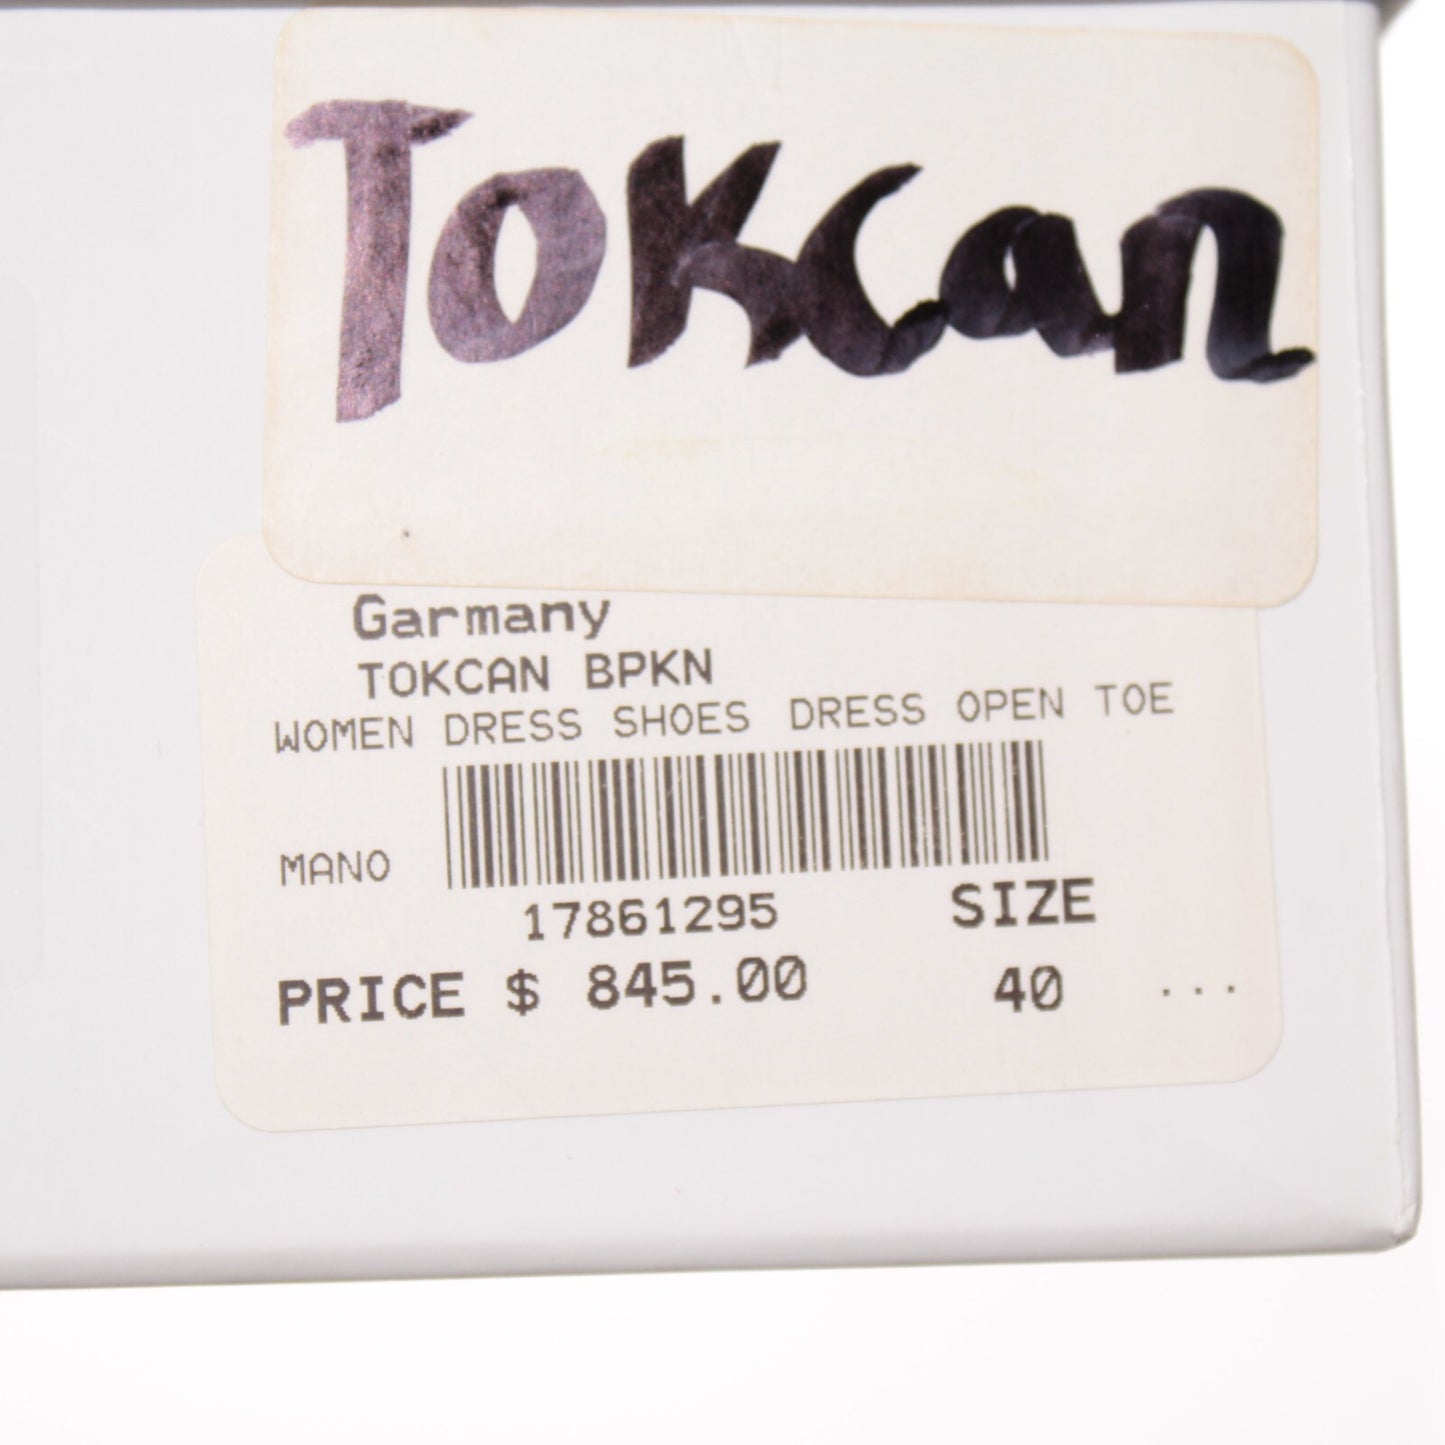 Tokcan
Garmany
TOKCAN BPKN
WOMEN DRESS SHOES DRESS OPEN TOE
MANO
17861295 SIZE
PRICE $ 845.00 40 ...